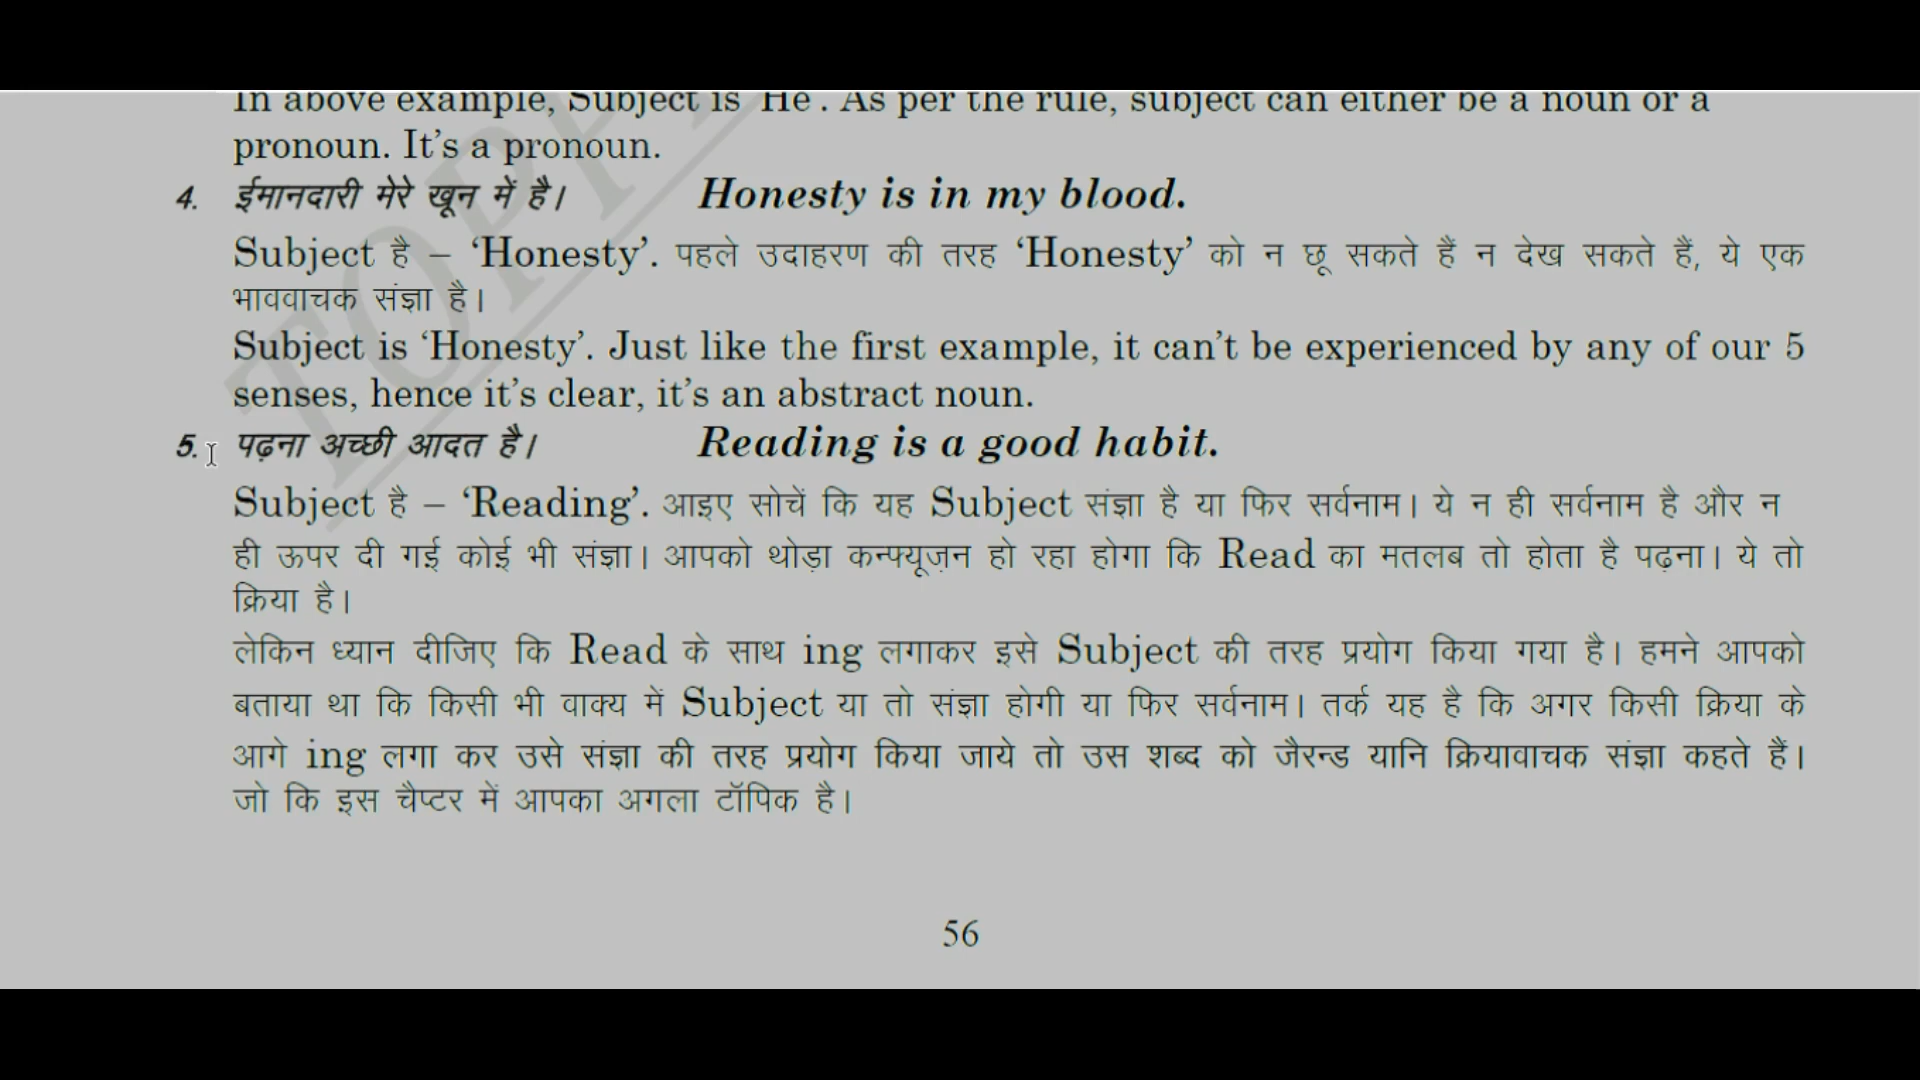 In above example, Subject is 'He'. As per the rule, subject can either be a noun or a
pronoun. It's a pronoun.
4. ईमानदारी मेरे खून में है। Honesty is in my blood.
Subject है – 'Honesty'. पहले उदाहरण की तरह 'Honesty' को न छू सकते हैं न देख सकते हैं, ये एक
भाववाचक संज्ञा है।
Subject is 'Honesty'. Just like the first example, it can't be experienced by any of our 5
senses, hence it's clear, it's an abstract noun.
5. पढ़ना अच्छी आदत है। Reading is a good habit.
Subject है – 'Reading'. आइए सोचें कि यह Subject संज्ञा है या फिर सर्वनाम। ये न ही सर्वनाम है और न
ही ऊपर दी गई कोई भी संज्ञा। आपको थोड़ा कन्फ्यूज़न हो रहा होगा कि Read का मतलब तो होता है पढ़ना। ये तो
क्रिया है।
लेकिन ध्यान दीजिए कि Read के साथ ing लगाकर इसे Subject की तरह प्रयोग किया गया है। हमने आपको
बताया था कि किसी भी वाक्य में Subject या तो संज्ञा होगी या फिर सर्वनाम। तर्क यह है कि अगर किसी क्रिया के
आगे ing लगा कर उसे संज्ञा की तरह प्रयोग किया जाये तो उस शब्द को जैरन्ड यानि क्रियावाचक संज्ञा कहते हैं।
जो कि इस चैप्टर में आपका अगला टॉपिक है।
56